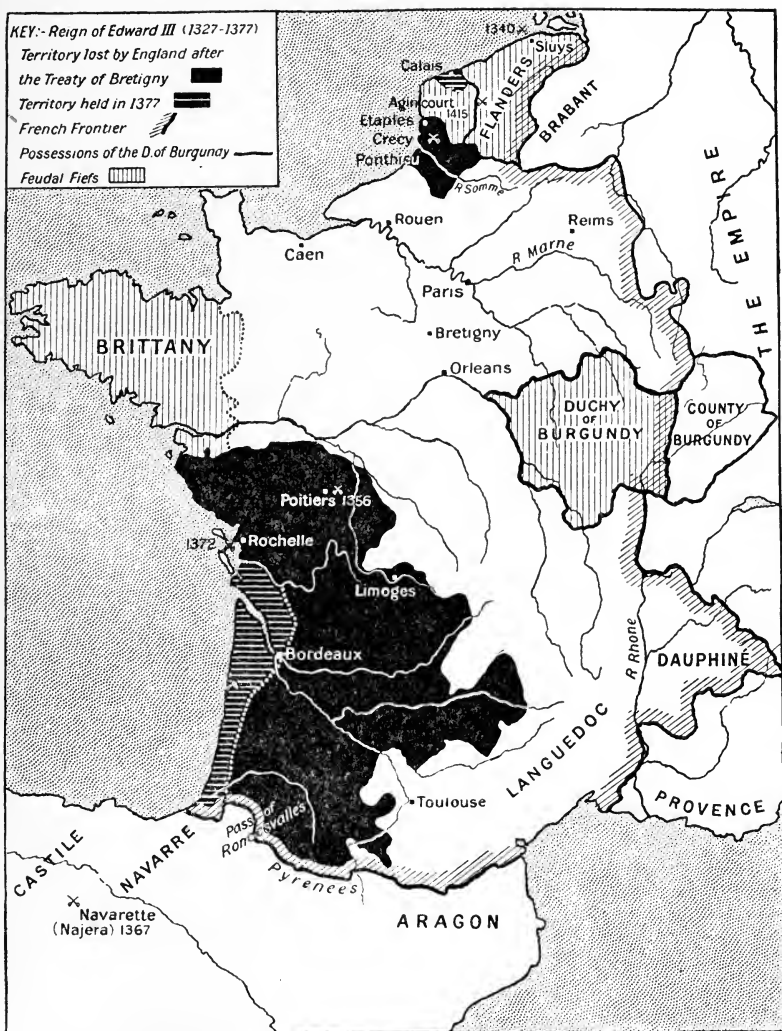 KEY:- Reign of Edward III (1327-1377)
Territory lost by England after
the Treaty of Bretigny
Territory held in 1377
French Frontier
Possessions of the D. of Burgundy
Feudal Fiefs
1340
Sluys
Calais
FLANDERS
Agincourt
1415
BRABANT
Etaples
Crecy
Ponthis
R Somme
THE EMPIRE
Rouen
Reims
Caen
R Marne
Paris
BRITTANY
Bretigny
Orleans
DUCHY
OF
BURGUNDY
COUNTY
OF
BURGUNDY
Poitiers 1356
1372
Rochelle
Limoges
Bordeaux
R Rhone
DAUPHINÉ
LANGUEDOC
Toulouse
PROVENCE
Pass of
Roncesvalles
CASTILE
NAVARRE
Pyrenees
Navarette
(Najera) 1367
ARAGON